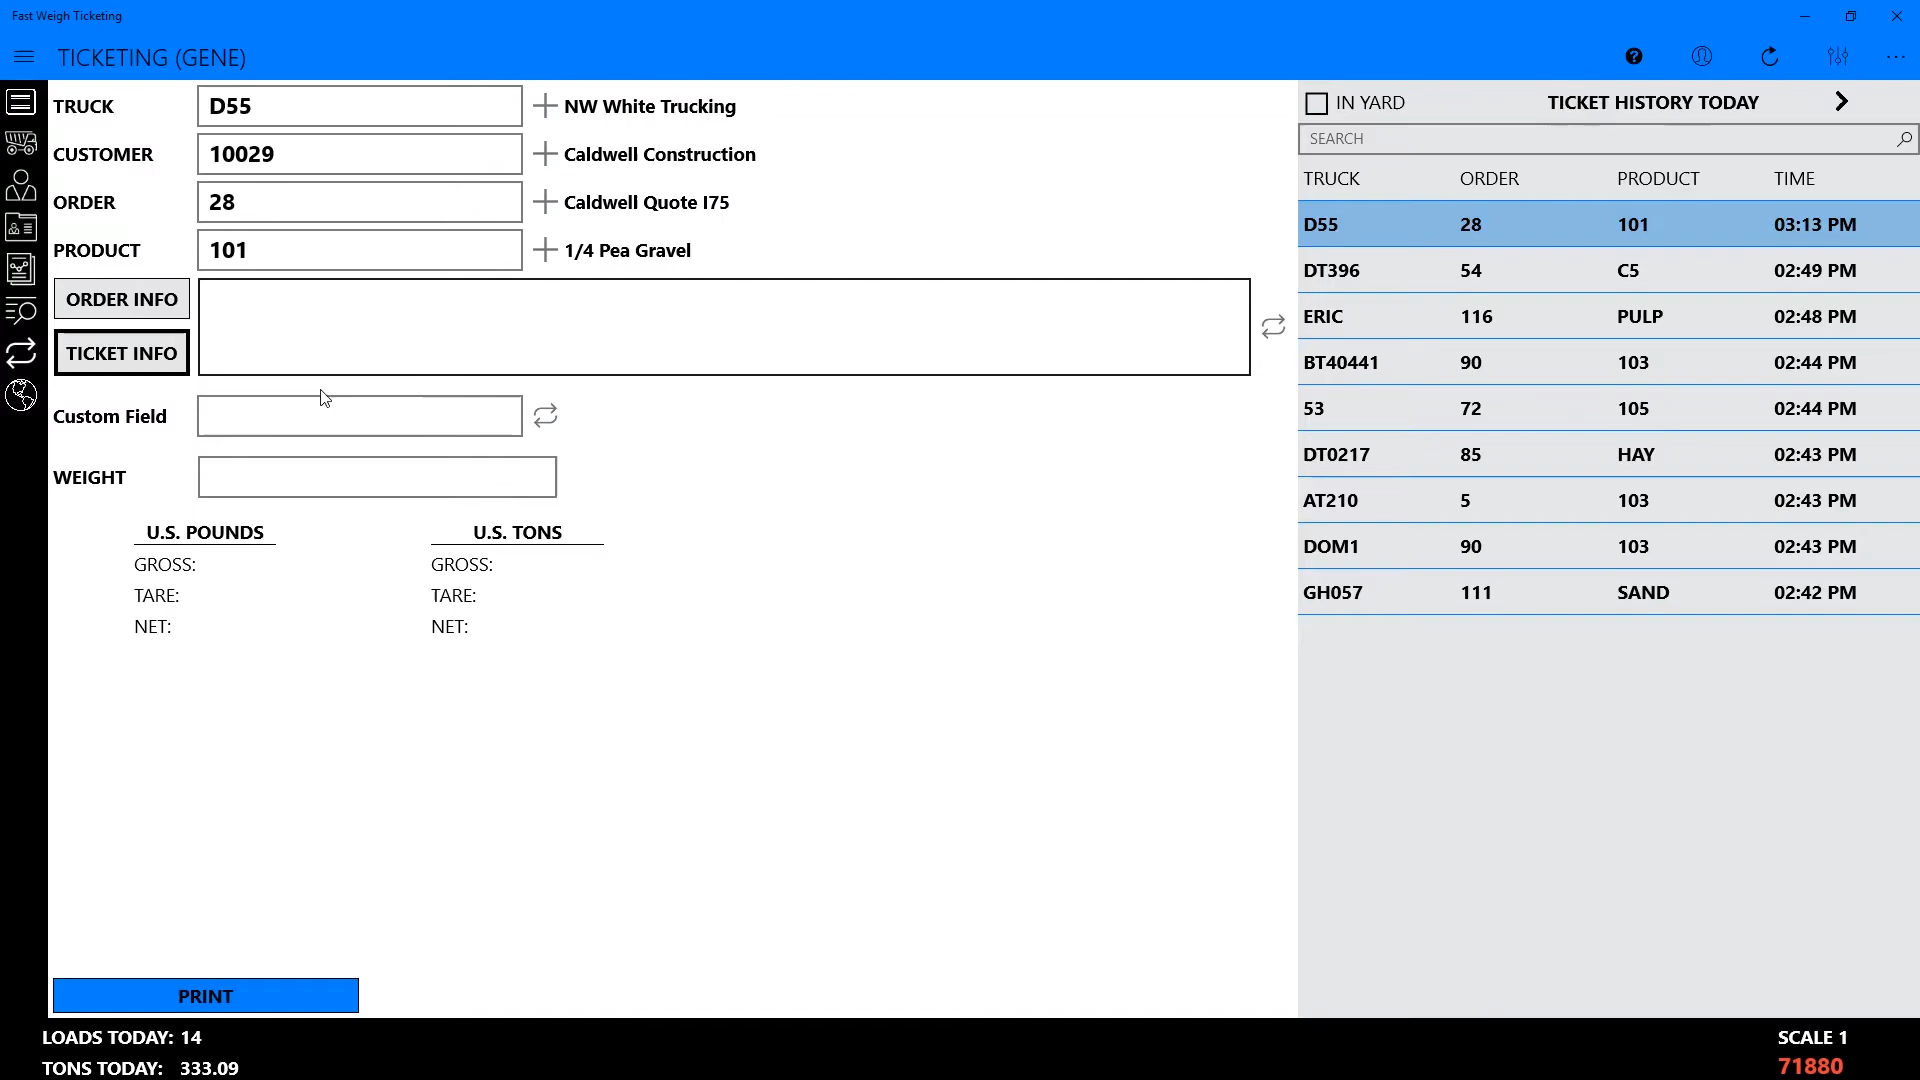 Fast Weigh Ticketing
TICKETING (GENE)
TRUCK D55 NW White Trucking
CUSTOMER 10029 Caldwell Construction
ORDER 28 Caldwell Quote I75
PRODUCT 101 1/4 Pea Gravel
ORDER INFO
TICKET INFO
Custom Field
WEIGHT
U.S. POUNDS U.S. TONS
GROSS: GROSS:
TARE: TARE:
NET: NET:
PRINT
IN YARD TICKET HISTORY TODAY
SEARCH
TRUCK ORDER PRODUCT TIME
D55 28 101 03:13 PM
DT396 54 C5 02:49 PM
ERIC 116 PULP 02:48 PM
BT40441 90 103 02:44 PM
53 72 105 02:44 PM
DT0217 85 HAY 02:43 PM
AT210 5 103 02:43 PM
DOM1 90 103 02:43 PM
GH057 111 SAND 02:42 PM
LOADS TODAY: 14
TONS TODAY: 333.09
SCALE 1
71880